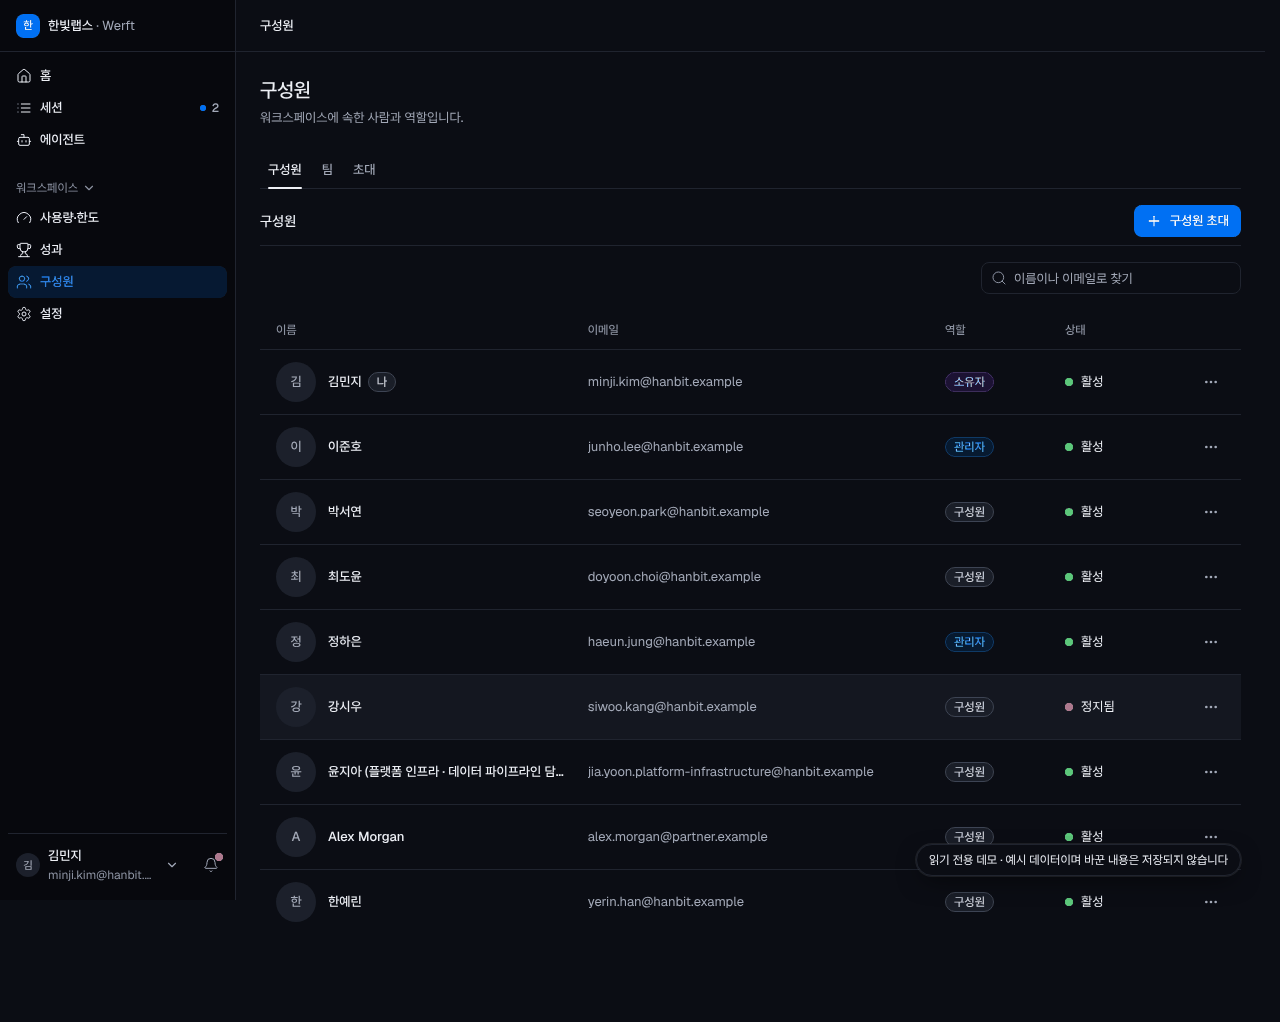 한 한빛랩스 · Werft
홈
세션 2
에이전트
워크스페이스
사용량·한도
성과
구성원
설정
김 김민지
minji.kim@hanbit....
구성원
구성원
워크스페이스에 속한 사람과 역할입니다.
구성원 팀 초대
구성원 구성원 초대
이름이나 이메일로 찾기
이름 이메일 역할 상태
김 김민지 나 minji.kim@hanbit.example 소유자 활성
이 이준호 junho.lee@hanbit.example 관리자 활성
박 박서연 seoyeon.park@hanbit.example 구성원 활성
최 최도윤 doyoon.choi@hanbit.example 구성원 활성
정 정하은 haeun.jung@hanbit.example 관리자 활성
강 강시우 siwoo.kang@hanbit.example 구성원 정지됨
윤 윤지아 (플랫폼 인프라 · 데이터 파이프라인 담... jia.yoon.platform-infrastructure@hanbit.example 구성원 활성
A Alex Morgan alex.morgan@partner.example 구성원 활성
읽기 전용 데모 · 예시 데이터이며 바꾼 내용은 저장되지 않습니다
한 한예린 yerin.han@hanbit.example 구성원 활성